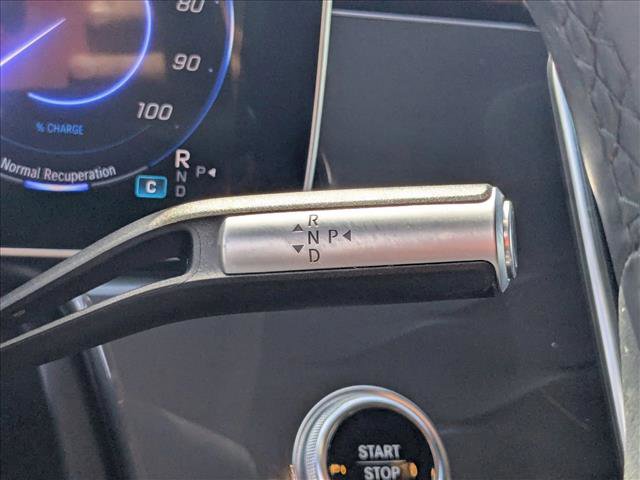 80
90
100
% CHARGE
Normal Recuperation
R
N P
D
C
R
N P
D
START
STOP